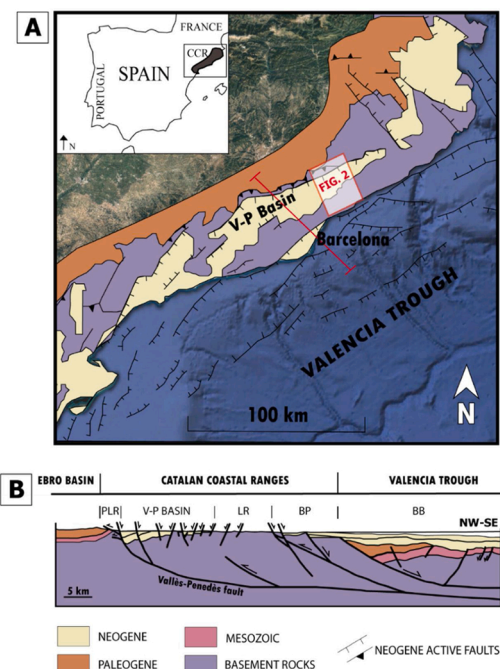 A
FRANCE
CCR
SPAIN
PORTUGAL
N
FIG. 2
V-P Basin
Barcelona
VALENCIA TROUGH
100 km
N
B
EBRO BASIN
CATALAN COASTAL RANGES
VALENCIA TROUGH
PLR
V-P BASIN
LR
BP
BB
NW-SE
Vallès-Penedès fault
5 km
NEOGENE
MESOZOIC
NEOGENE ACTIVE FAULTS
PALEOGENE
BASEMENT ROCKS